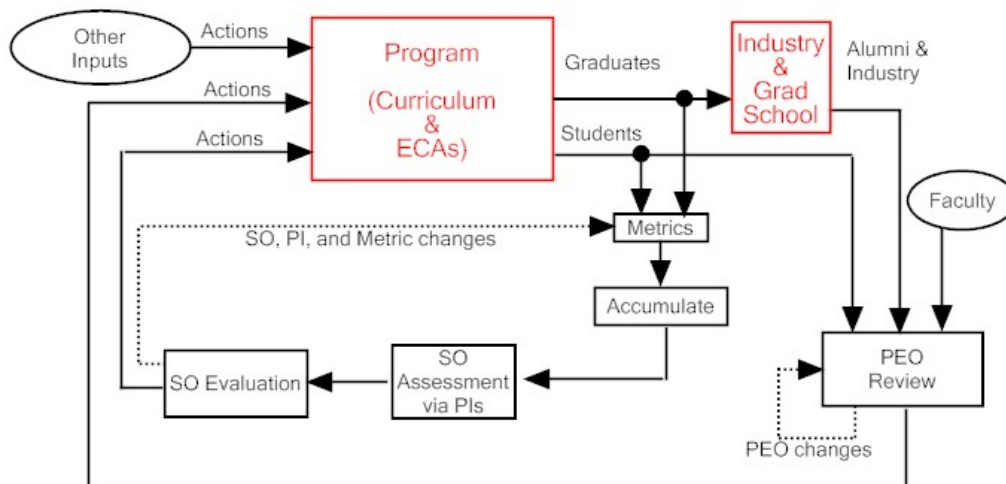 Other
Inputs
Actions
Actions
Actions
Program
(Curriculum
&
ECAs)
Graduates
Students
Industry
&
Grad
School
Alumni &
Industry
Faculty
Metrics
SO, PI, and Metric changes
Accumulate
SO Evaluation
SO
Assessment
via PIs
PEO
Review
PEO changes